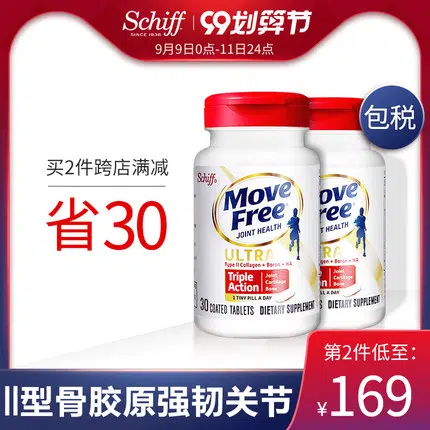 Schiff
SINCE 1936
99划算节
9月9日0点-11日24点
包税
买2件跨店满减
省30
Schiff
Move
Free
JOINT HEALTH
ULTRA
Type II Collagen + Boron + HA
Triple
Action
Joint
Cartilage
Bone
1 TINY PILL A DAY
30 COATED TABLETS DIETARY SUPPLEMENT
DIETARY SUPPLEMENT
II型骨胶原强韧关节
第2件低至:
¥169